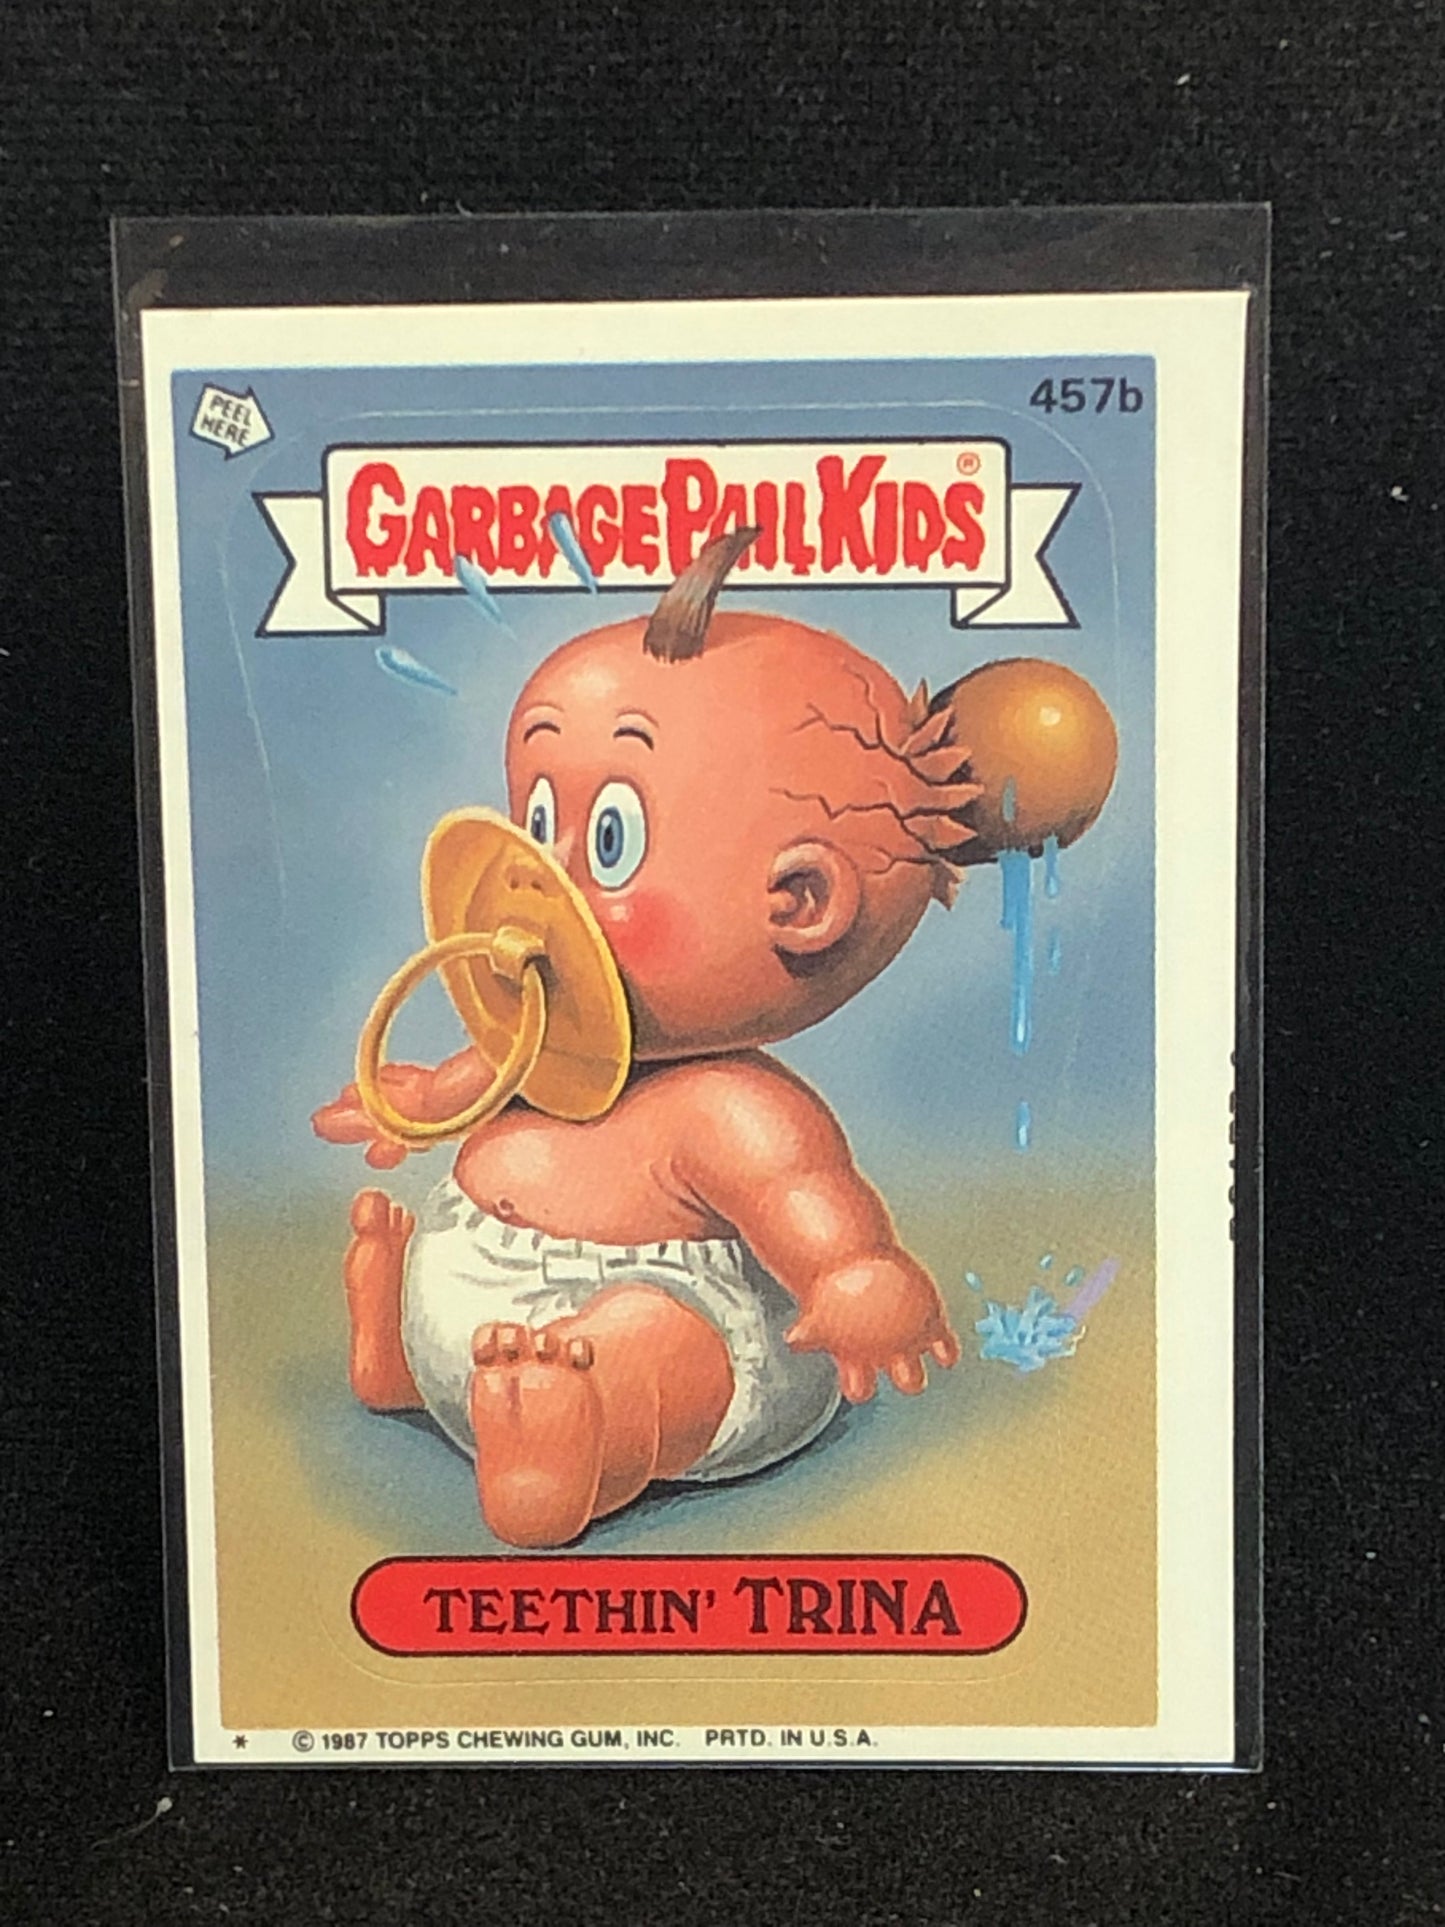 PEEL
HERE
457b
GARBAGE PAIL KIDS®
TEETHIN' TRINA
* © 1987 TOPPS CHEWING GUM, INC. PRTD. IN U.S.A.